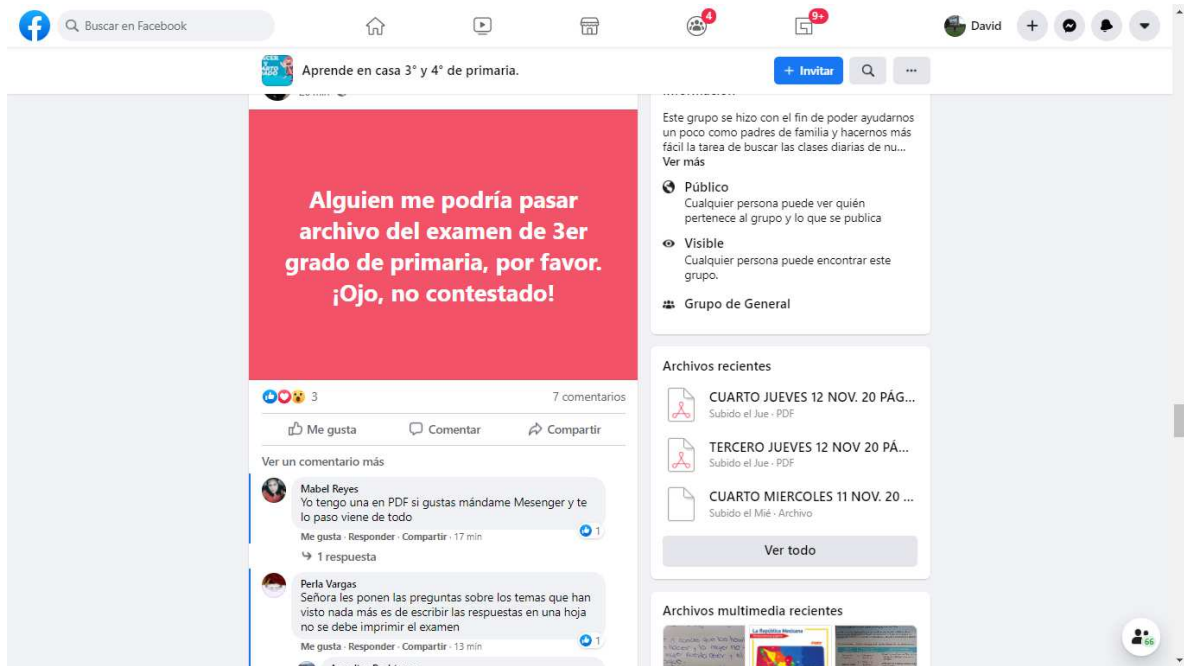 Buscar en Facebook
4
9+
David
Aprende en casa 3° y 4° de primaria.
+ Invitar
Alguien me podría pasar
archivo del examen de 3er
grado de primaria, por favor.
¡Ojo, no contestado!
3
7 comentarios
Me gusta
Comentar
Compartir
Ver un comentario más
Mabel Reyes
Yo tengo una en PDF si gustas mándame Mesenger y te
lo paso viene de todo
1
Me gusta · Responder · Compartir · 17 min
1 respuesta
Perla Vargas
Señora les ponen las preguntas sobre los temas que han
visto nada más es de escribir las respuestas en una hoja
no se debe imprimir el examen
1
Me gusta · Responder · Compartir · 13 min
Este grupo se hizo con el fin de poder ayudarnos
un poco como padres de familia y hacernos más
fácil la tarea de buscar las clases diarias de nu...
Ver más
Público
Cualquier persona puede ver quién
pertenece al grupo y lo que se publica
Visible
Cualquier persona puede encontrar este
grupo.
Grupo de General
Archivos recientes
CUARTO JUEVES 12 NOV. 20 PÁG...
Subido el Jue · PDF
TERCERO JUEVES 12 NOV 20 PÁ...
Subido el Jue · PDF
CUARTO MIERCOLES 11 NOV. 20 ...
Subido el Mié · Archivo
Ver todo
Archivos multimedia recientes
La República Mexicana
66